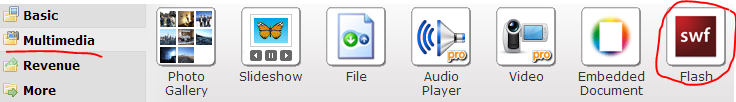 Basic
Multimedia
Revenue
More
Photo
Gallery
Slideshow
File
Audio
Player
pro
Video
pro
Embedded
Document
swf
Flash